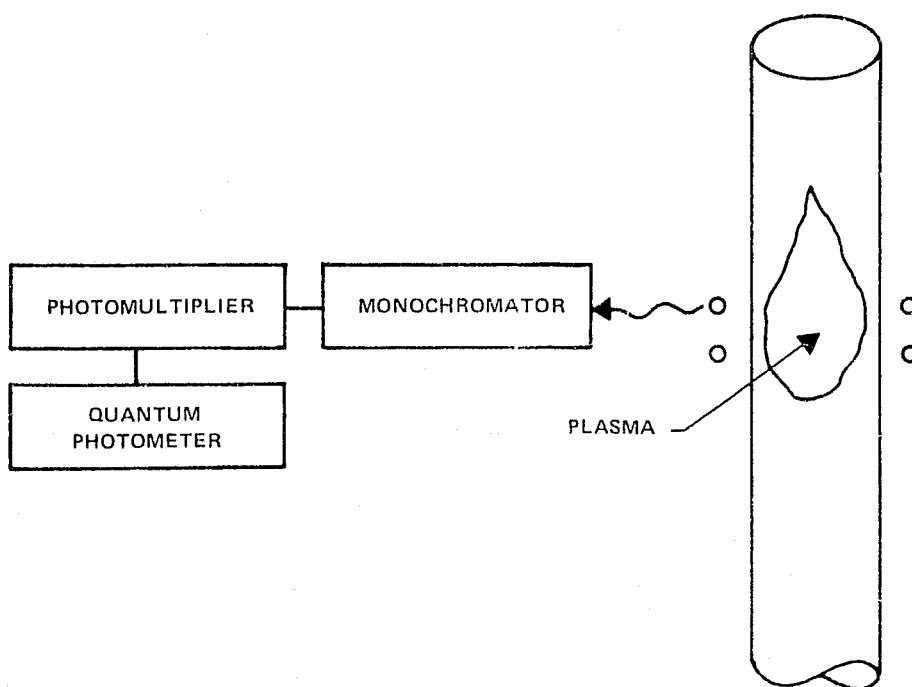 PHOTOMULTIPLIER
MONOCHROMATOR
QUANTUM
PHOTOMETER
PLASMA